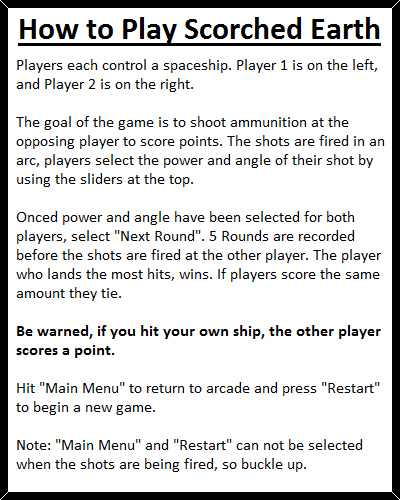 How to Play Scorched Earth
Players each control a spaceship. Player 1 is on the left,
and Player 2 is on the right.
The goal of the game is to shoot ammunition at the
opposing player to score points. The shots are fired in an
arc, players select the power and angle of their shot by
using the sliders at the top.
Onced power and angle have been selected for both
players, select "Next Round". 5 Rounds are recorded
before the shots are fired at the other player. The player
who lands the most hits, wins. If players score the same
amount they tie.
Be warned, if you hit your own ship, the other player
scores a point.
Hit "Main Menu" to return to arcade and press "Restart"
to begin a new game.
Note: "Main Menu" and "Restart" can not be selected
when the shots are being fired, so buckle up.